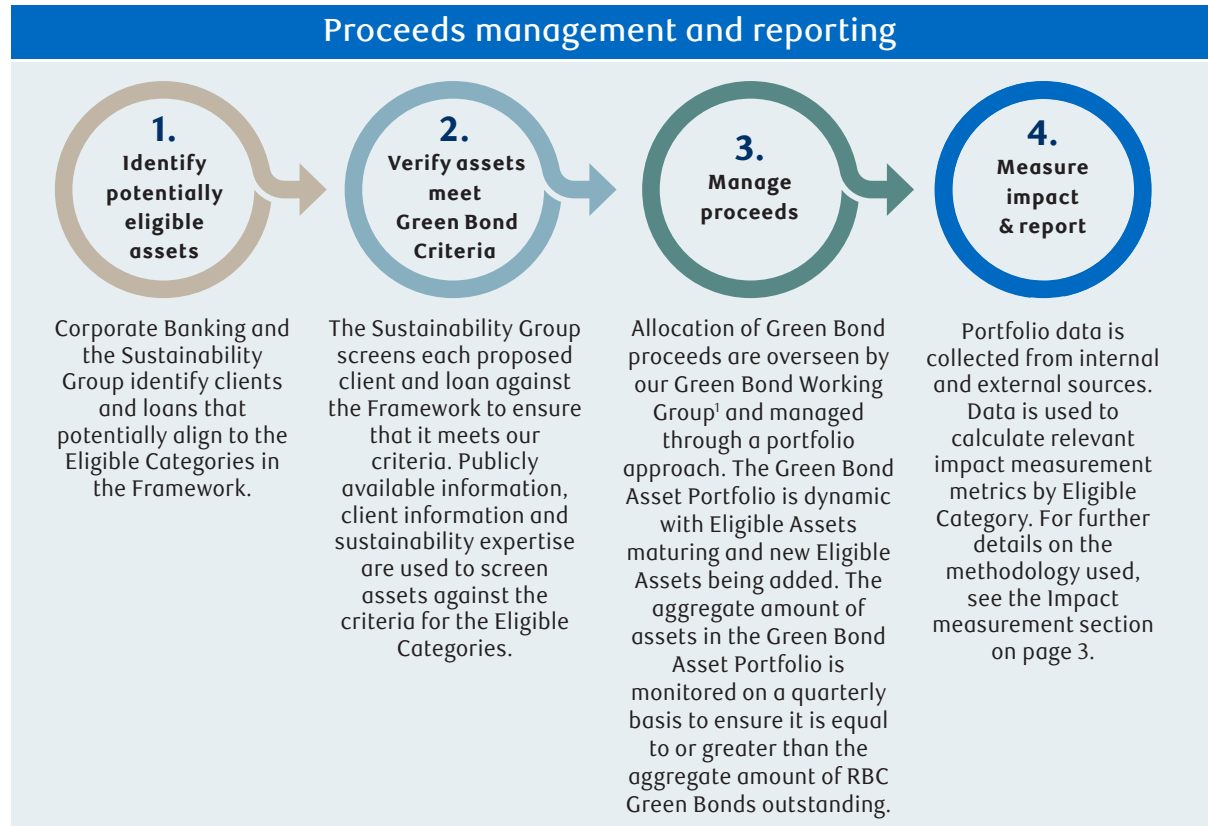 Proceeds management and reporting
1.
Identify
potentially
eligible
assets
Corporate Banking and
the Sustainability
Group identify clients
and loans that
potentially align to the
Eligible Categories in
the Framework.
2.
Verify assets
meet
Green Bond
Criteria
The Sustainability Group
screens each proposed
client and loan against
the Framework to ensure
that it meets our
criteria. Publicly
available information,
client information and
sustainability expertise
are used to screen
assets against the
criteria for the Eligible
Categories.
3.
Manage
proceeds
Allocation of Green Bond
proceeds are overseen by
our Green Bond Working
Group¹ and managed
through a portfolio
approach. The Green Bond
Asset Portfolio is dynamic
with Eligible Assets
maturing and new Eligible
Assets being added. The
aggregate amount of
assets in the Green Bond
Asset Portfolio is
monitored on a quarterly
basis to ensure it is equal
to or greater than the
aggregate amount of RBC
Green Bonds outstanding.
4.
Measure
impact
& report
Portfolio data is
collected from internal
and external sources.
Data is used to
calculate relevant
impact measurement
metrics by Eligible
Category. For further
details on the
methodology used,
see the Impact
measurement section
on page 3.